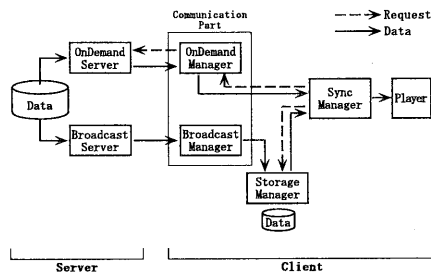 Communication
Part
Request
Data
OnDemand
Server
OnDemand
Manager
Data
Sync
Manager
Player
Broadcast
Server
Broadcast
Manager
Storage
Manager
Data
Server
Client